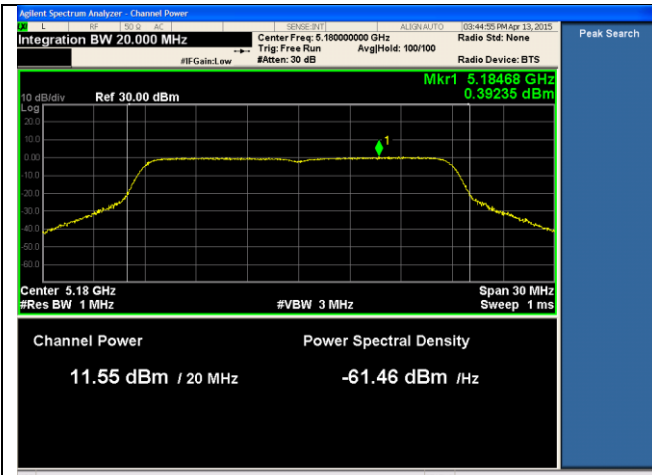 Agilent Spectrum Analyzer - Channel Power
L RF 50 Ω AC SENSE:INT ALIGN AUTO 03:44:55 PM Apr 13, 2015
Integration BW 20.000 MHz Center Freq: 5.180000000 GHz Radio Std: None Peak Search
Trig: Free Run Avg|Hold: 100/100
#IFGain:Low #Atten: 30 dB Radio Device: BTS
Mkr1 5.18468 GHz
10 dB/div Ref 30.00 dBm 0.39235 dBm
Log
20.0
10.0
1
0.00
-10.0
-20.0
-30.0
-40.0
-50.0
-60.0
Center 5.18 GHz Span 30 MHz
#Res BW 1 MHz #VBW 3 MHz Sweep 1 ms
Channel Power Power Spectral Density
11.55 dBm / 20 MHz -61.46 dBm /Hz